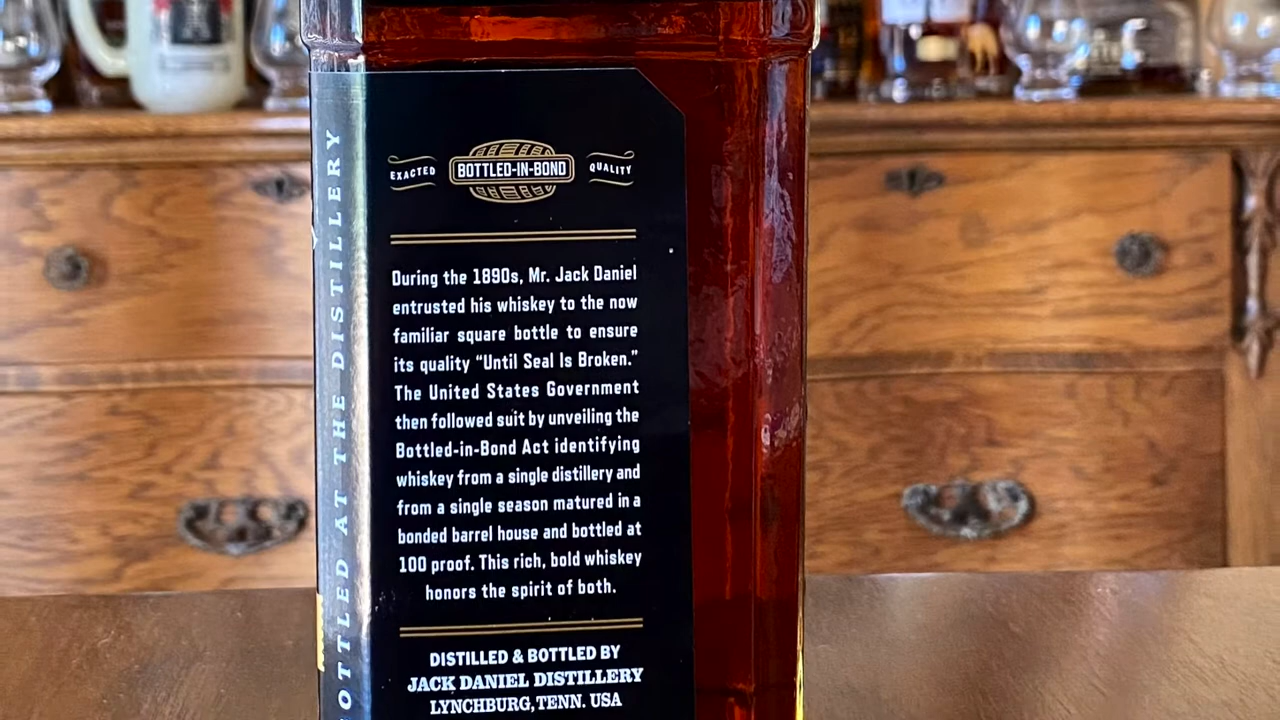 EXACTED BOTTLED-IN-BOND QUALITY
During the 1890s, Mr. Jack Daniel
entrusted his whiskey to the now
familiar square bottle to ensure
its quality “Until Seal Is Broken.”
The United States Government
then followed suit by unveiling the
Bottled-in-Bond Act identifying
whiskey from a single distillery and
from a single season matured in a
bonded barrel house and bottled at
100 proof. This rich, bold whiskey
honors the spirit of both.
DISTILLED & BOTTLED BY
JACK DANIEL DISTILLERY
LYNCHBURG, TENN. USA
OTTLED AT THE DISTILLERY